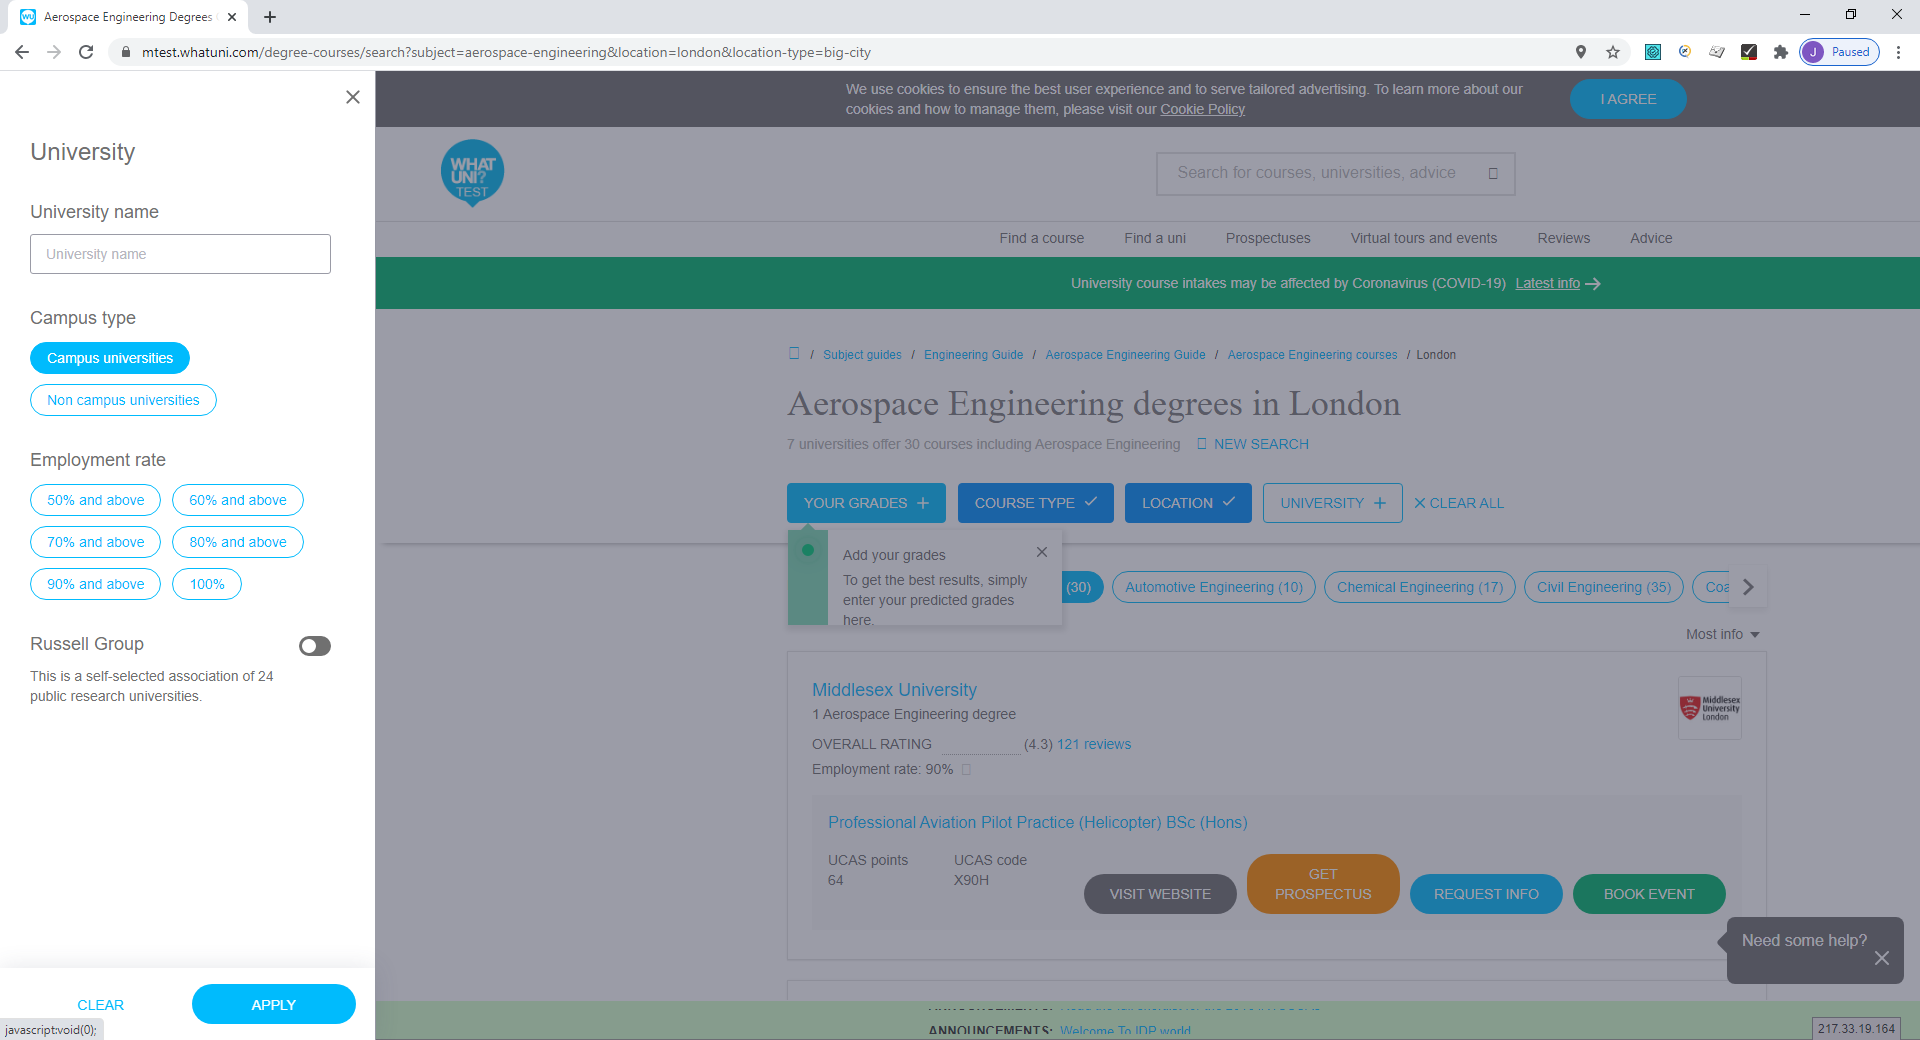 Aerospace Engineering Degrees
mtest.whatuni.com/degree-courses/search?subject=aerospace-engineering&location=london&location-type=big-city
J Paused
University
University name
University name
Campus type
Campus universities
Non campus universities
Employment rate
50% and above 60% and above
70% and above 80% and above
90% and above 100%
Russell Group
This is a self-selected association of 24
public research universities.
CLEAR APPLY
javascript:void(0);
We use cookies to ensure the best user experience and to serve tailored advertising. To learn more about our
cookies and how to manage them, please visit our Cookie Policy
I AGREE
WHAT
UNI?
TEST
Search for courses, universities, advice
Find a course Find a uni Prospectuses Virtual tours and events Reviews Advice
University course intakes may be affected by Coronavirus (COVID-19) Latest info
/ Subject guides / Engineering Guide / Aerospace Engineering Guide / Aerospace Engineering courses / London
Aerospace Engineering degrees in London
7 universities offer 30 courses including Aerospace Engineering NEW SEARCH
YOUR GRADES COURSE TYPE LOCATION UNIVERSITY CLEAR ALL
Add your grades
To get the best results, simply
enter your predicted grades
here.
(30) Automotive Engineering (10) Chemical Engineering (17) Civil Engineering (35) Coa
Most info
Middlesex University
1 Aerospace Engineering degree
OVERALL RATING (4.3) 121 reviews
Employment rate: 90%
Middlesex
University
London
Professional Aviation Pilot Practice (Helicopter) BSc (Hons)
UCAS points UCAS code
64 X90H
VISIT WEBSITE GET PROSPECTUS REQUEST INFO BOOK EVENT
Need some help?
ANNOUNCEMENTS: Welcome To IDP world
217.33.19.164